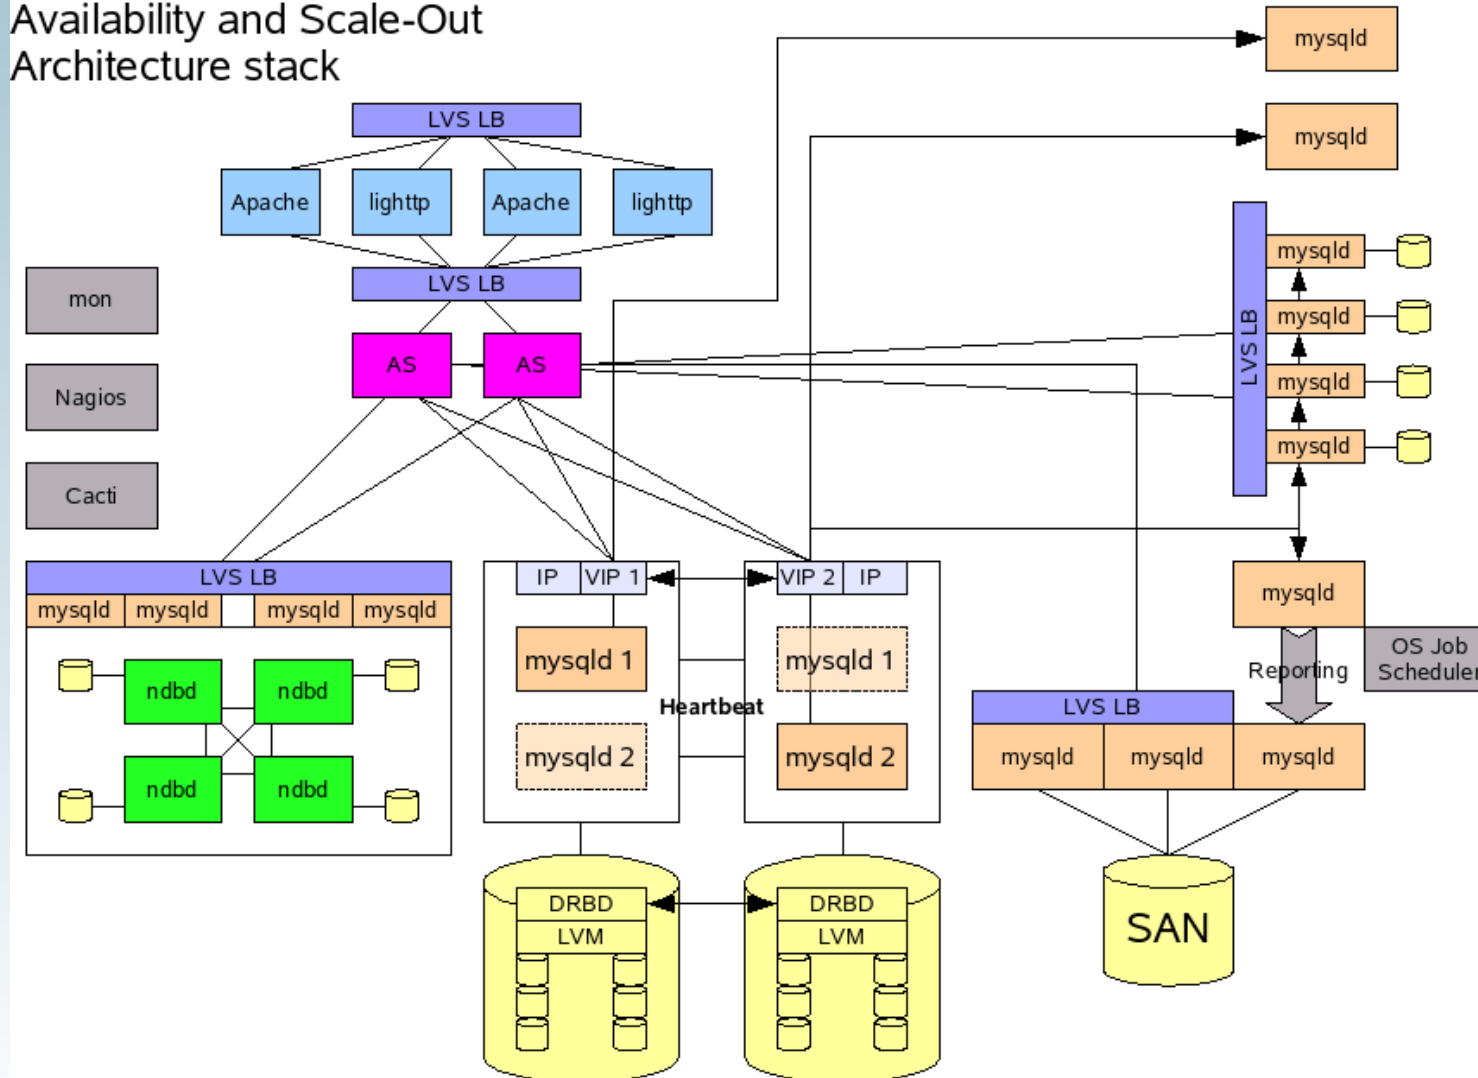 Availability and Scale-Out
Architecture stack
mysqld
mysqld
LVS LB
Apache
lighttp
Apache
lighttp
LVS LB
mon
AS
AS
Nagios
Cacti
LVS LB
mysqld
mysqld
mysqld
mysqld
LVS LB
mysqld
mysqld
mysqld
mysqld
ndbd
ndbd
ndbd
ndbd
IP
VIP 1
VIP 2
IP
mysqld 1
mysqld 1
Heartbeat
mysqld 2
mysqld 2
DRBD
LVM
DRBD
LVM
mysqld
Reporting
OS Job
Scheduler
LVS LB
mysqld
mysqld
mysqld
SAN